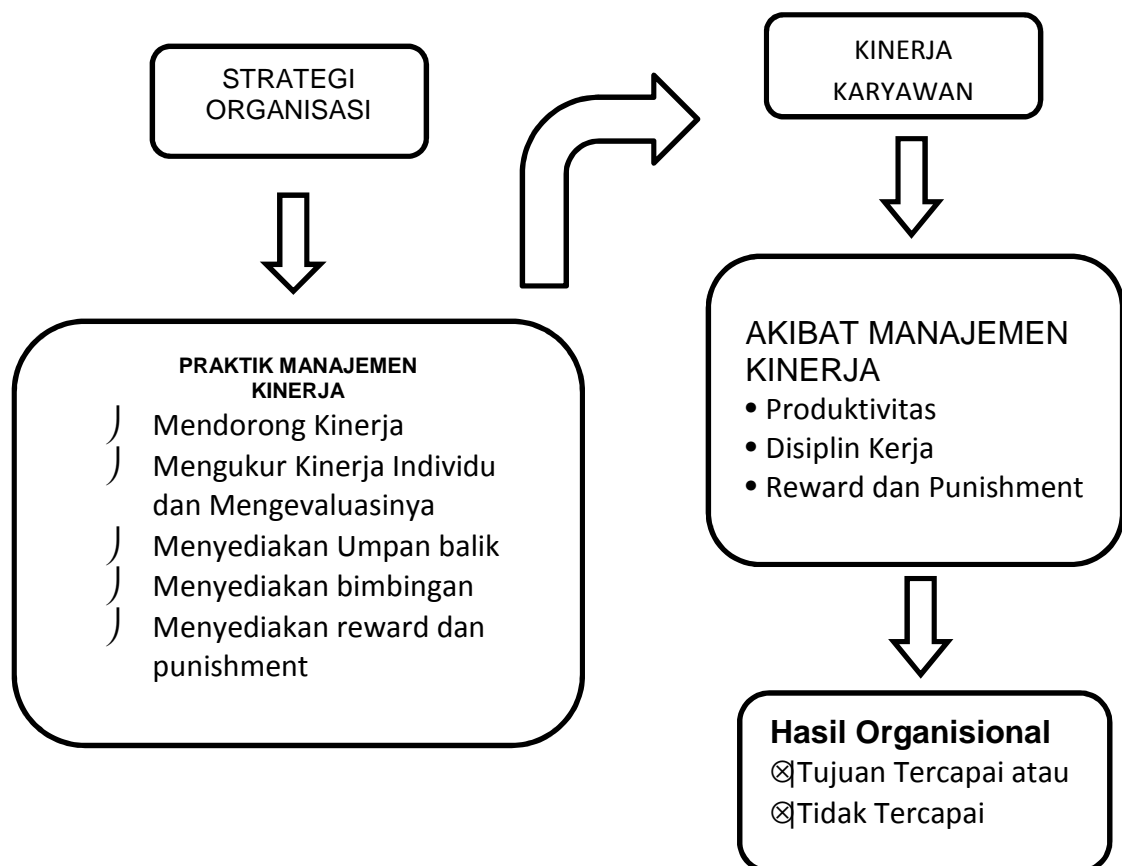 STRATEGI
ORGANISASI
PRAKTIK MANAJEMEN
KINERJA
⌡ Mendorong Kinerja
⌡ Mengukur Kinerja Individu
dan Mengevaluasinya
⌡ Menyediakan Umpan balik
⌡ Menyediakan bimbingan
⌡ Menyediakan reward dan
punishment
KINERJA
KARYAWAN
AKIBAT MANAJEMEN
KINERJA
• Produktivitas
• Disiplin Kerja
• Reward dan Punishment
Hasil Organisional
⊗|Tujuan Tercapai atau
⊗|Tidak Tercapai